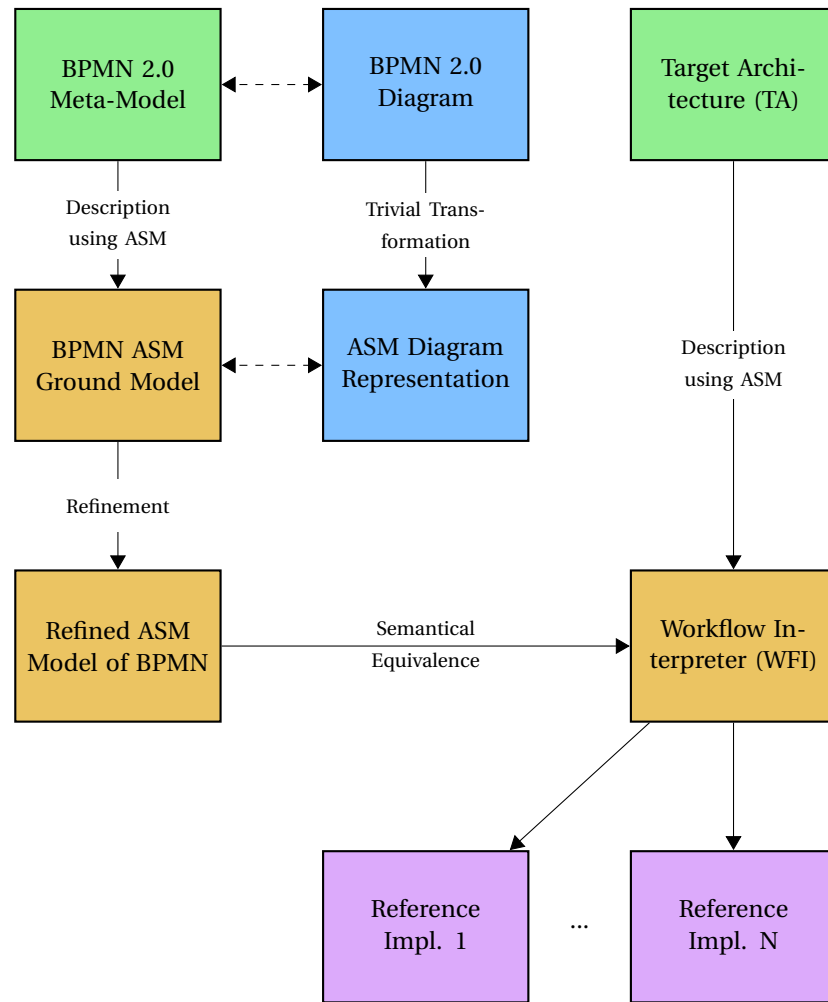 BPMN 2.0
Meta-Model
BPMN 2.0
Diagram
Target Archi-
tecture (TA)
Description
using ASM
Trivial Trans-
formation
BPMN ASM
Ground Model
ASM Diagram
Representation
Description
using ASM
Refinement
Refined ASM
Model of BPMN
Semantical
Equivalence
Workflow In-
terpreter (WFI)
Reference
Impl. 1
...
Reference
Impl. N